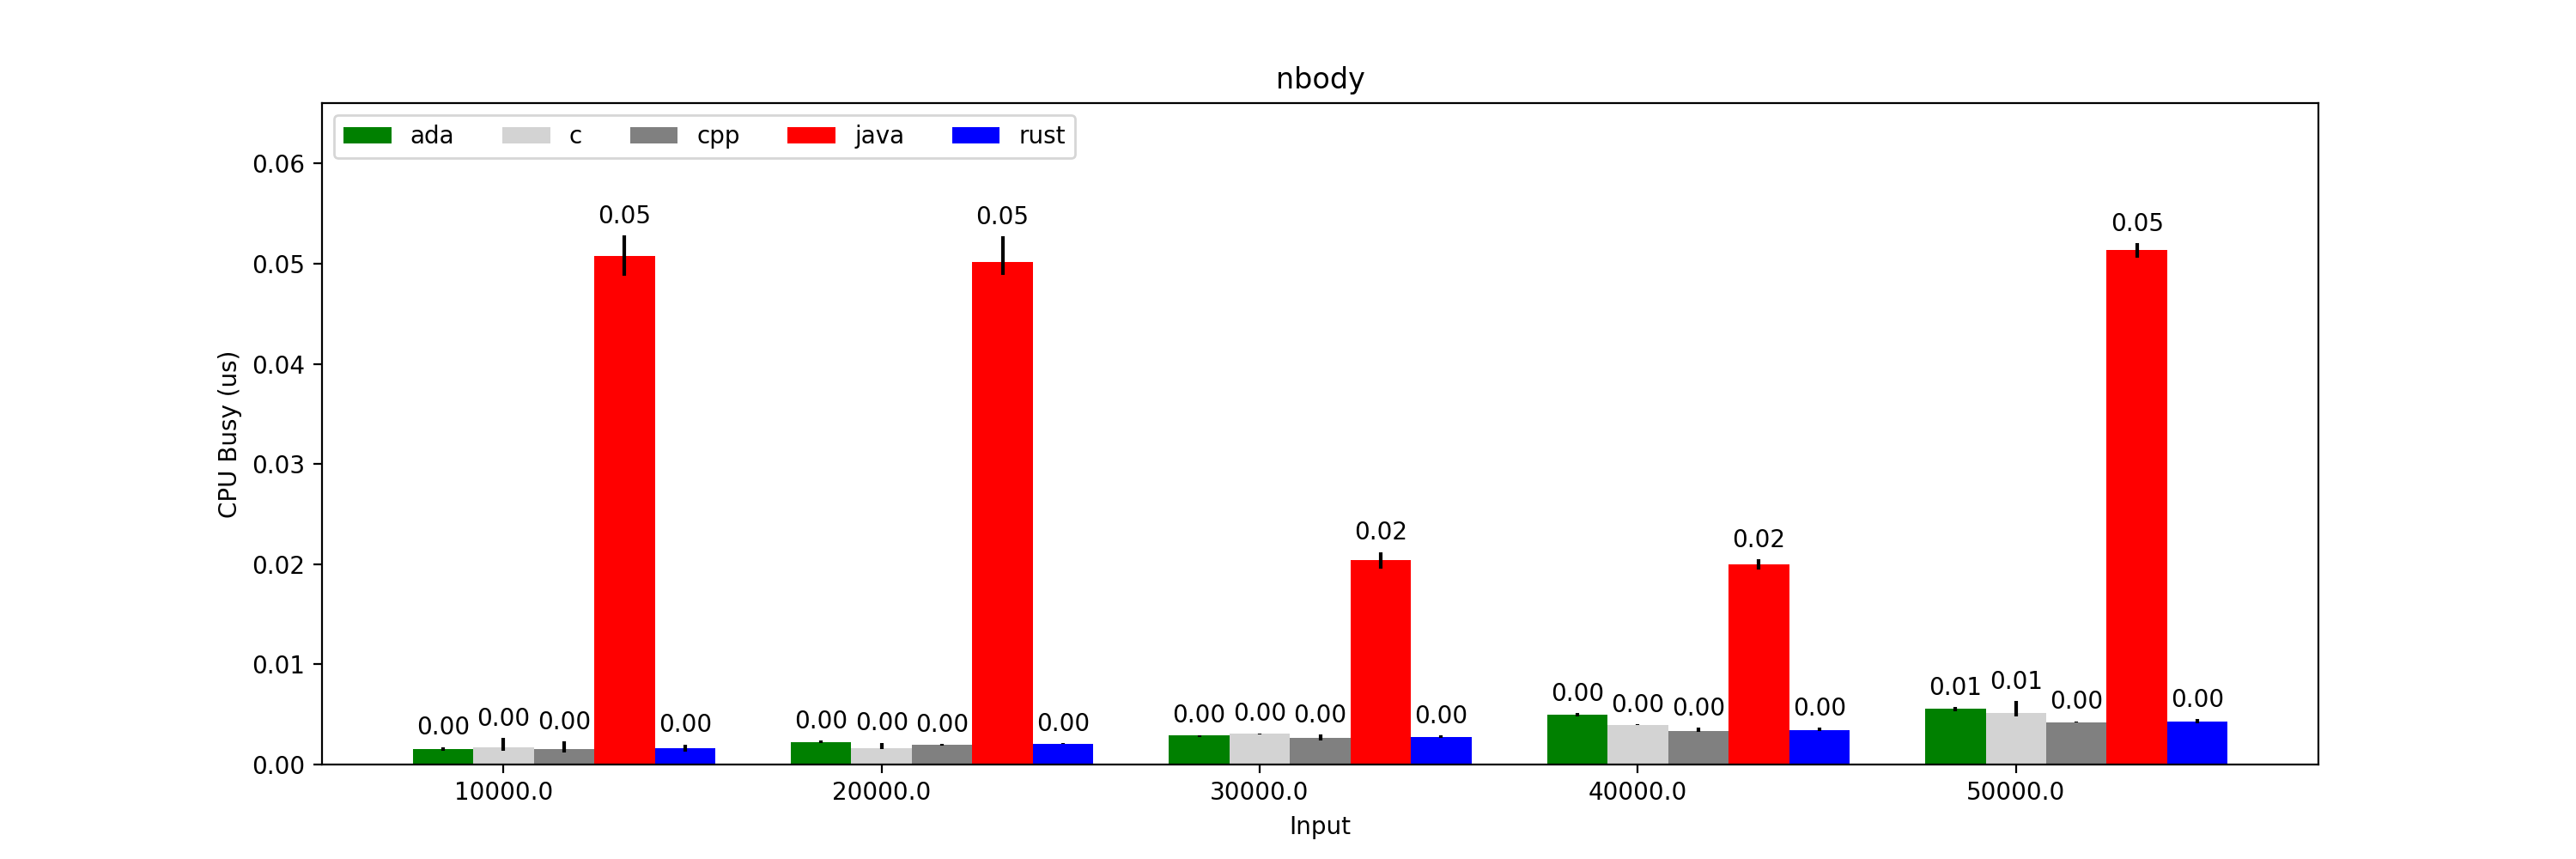 nbody
ada c cpp java rust
CPU Busy (us)
0.06
0.05
0.04
0.03
0.02
0.01
0.00
0.00 0.00 0.00 0.05 0.00
0.00 0.00 0.00 0.05 0.00
0.00 0.00 0.00 0.02 0.00
0.00 0.00 0.00 0.02 0.00
0.01 0.01 0.00 0.05 0.00
10000.0 20000.0 30000.0 40000.0 50000.0
Input